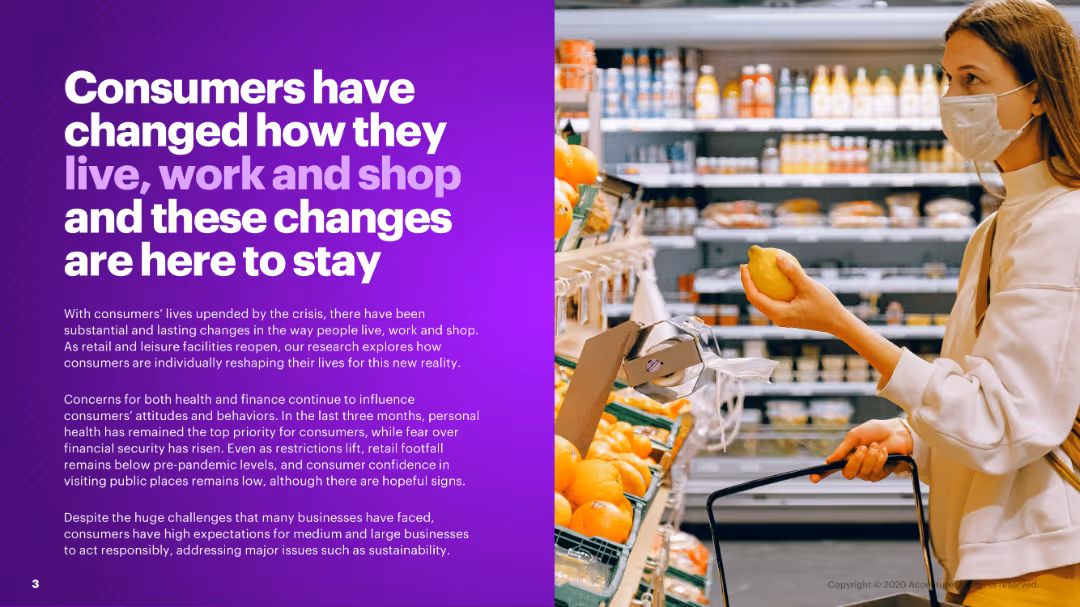 Consumers have
changed how they
live, work and shop
and these changes
are here to stay
With consumers' lives upended by the crisis, there have been
substantial and lasting changes in the way people live, work and shop.
As retail and leisure facilities reopen, our research explores how
consumers are individually reshaping their lives for this new reality.
Concerns for both health and finance continue to influence
consumers' attitudes and behaviors. In the last three months, personal
health has remained the top priority for consumers, while fear over
financial security has risen. Even as restrictions lift, retail footfall
remains below pre-pandemic levels, and consumer confidence in
visiting public places remains low, although there are hopeful signs.
Despite the huge challenges that many businesses have faced,
consumers have high expectations for medium and large businesses
to act responsibly, addressing major issues such as sustainability.
3
Copyright © 2020 Accenture. reserved.